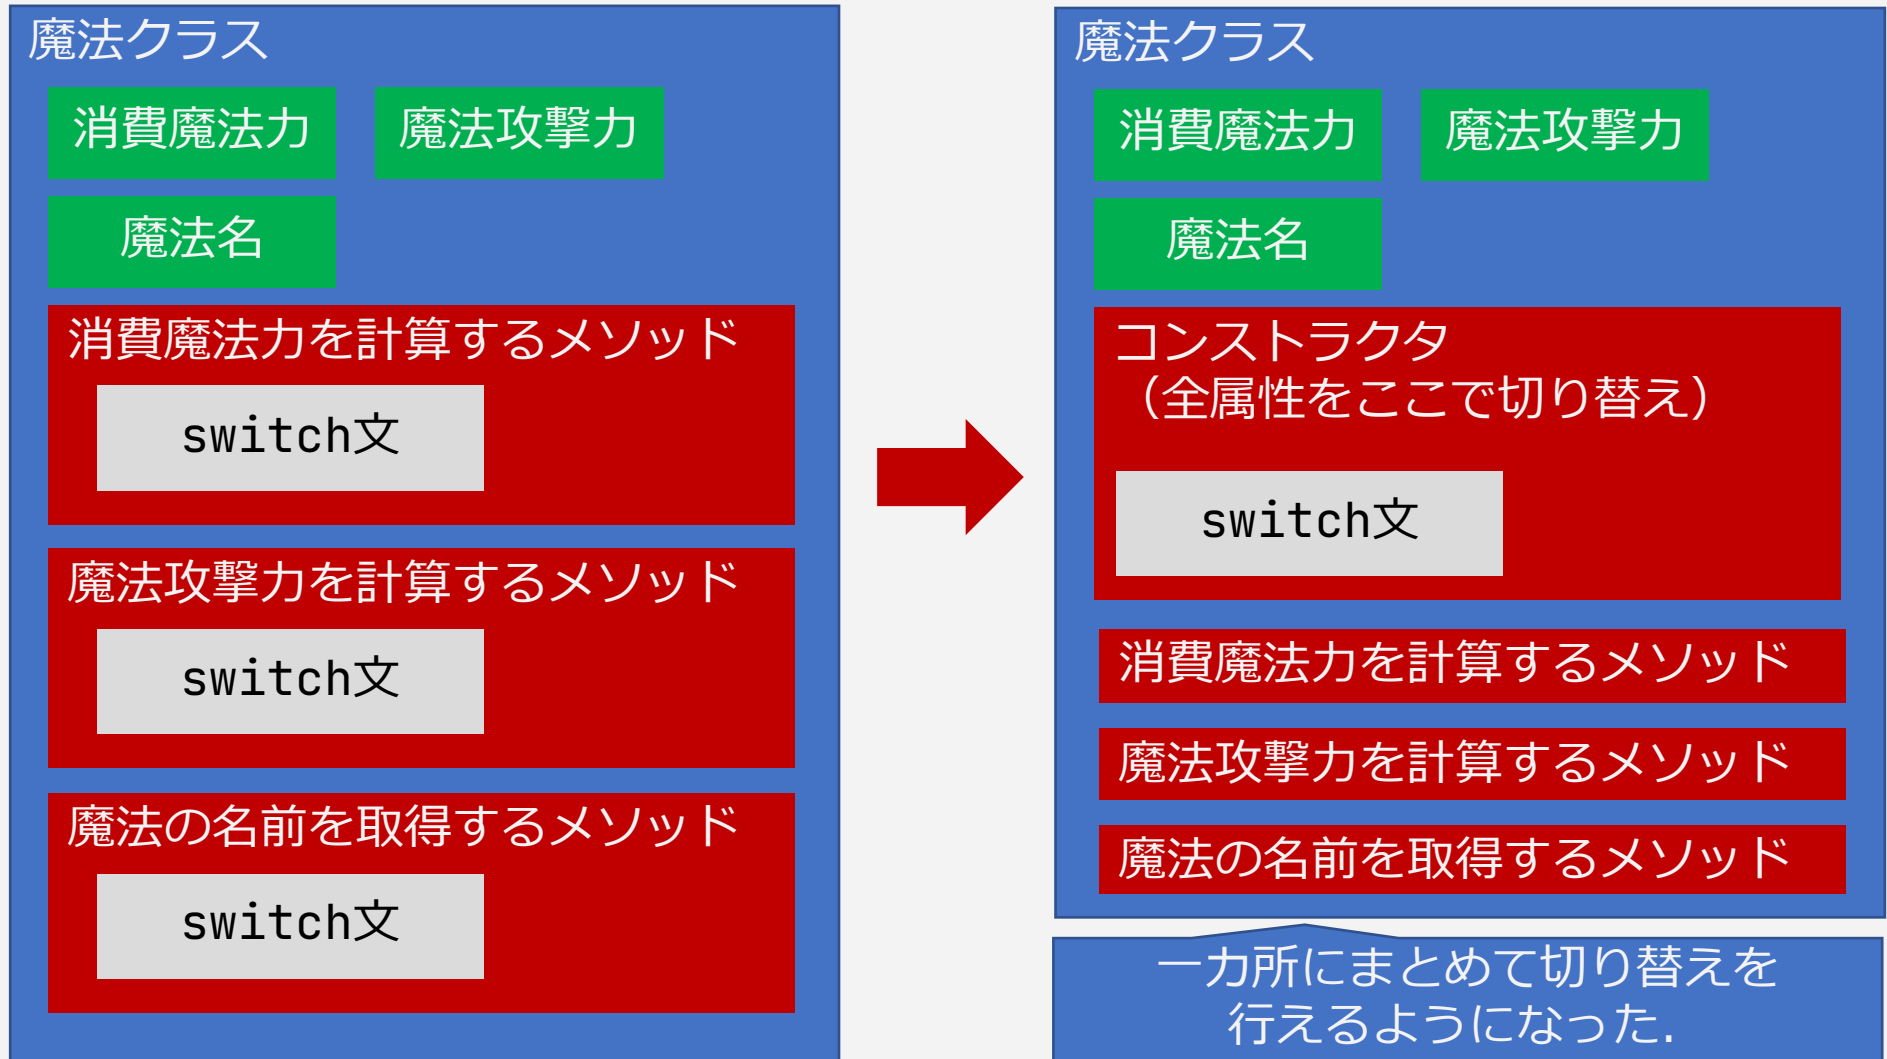 魔法クラス
消費魔法力
魔法攻撃力
魔法名
消費魔法力を計算するメソッド
switch文
魔法攻撃力を計算するメソッド
switch文
魔法の名前を取得するメソッド
switch文
魔法クラス
消費魔法力
魔法攻撃力
魔法名
コンストラクタ
（全属性をここで切り替え）
switch文
消費魔法力を計算するメソッド
魔法攻撃力を計算するメソッド
魔法の名前を取得するメソッド
一カ所にまとめて切り替えを
行えるようになった.